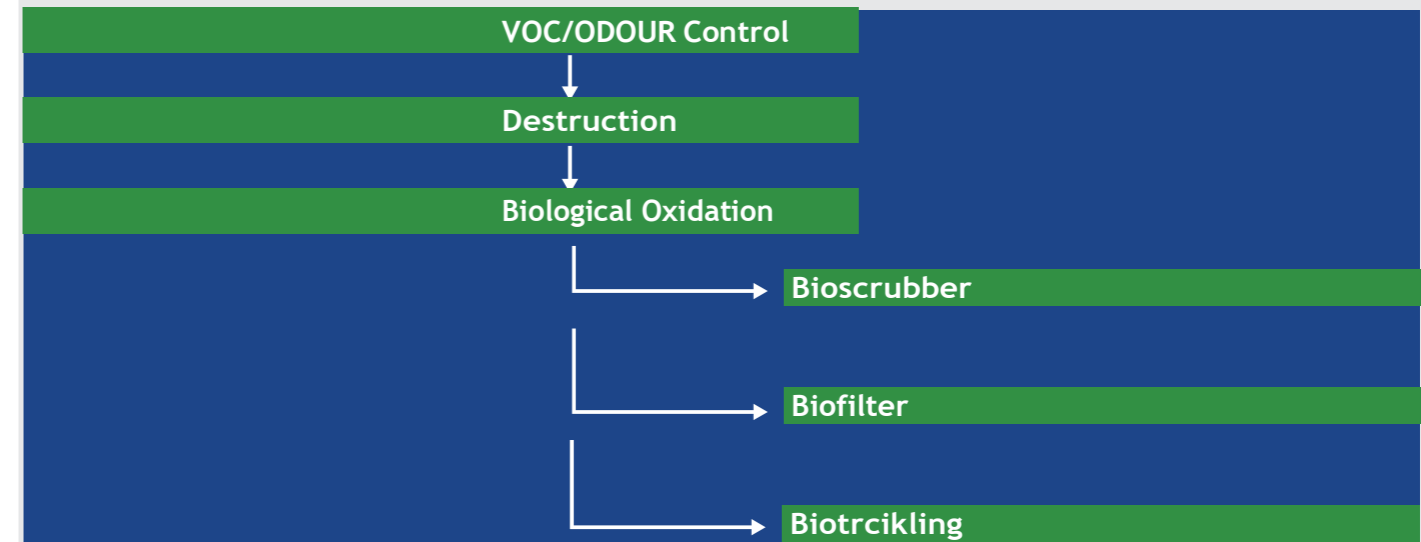 VOC/ODOUR Control
Destruction
Biological Oxidation
Bioscrubber
Biofilter
Biotrcikling